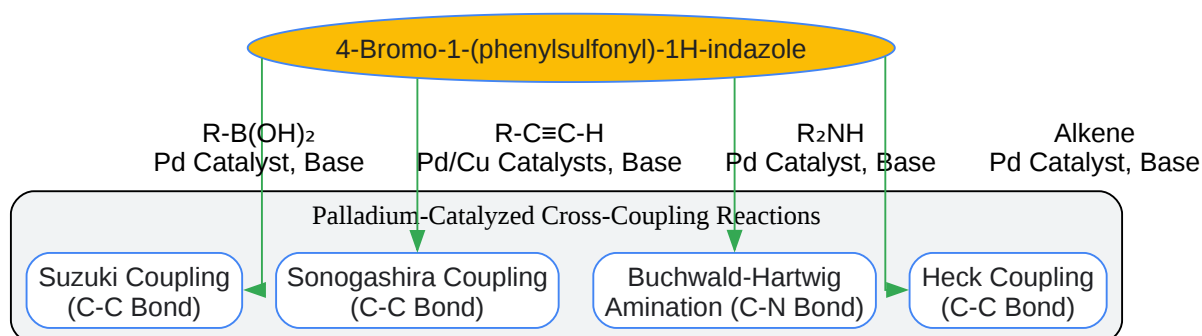 4-Bromo-1-(phenylsulfonyl)-1H-indazole
R-B(OH)₂
Pd Catalyst, Base
R-C≡C-H
Pd/Cu Catalysts, Base
R₂NH
Pd Catalyst, Base
Alkene
Pd Catalyst, Base
Palladium-Catalyzed Cross-Coupling Reactions
Suzuki Coupling
(C-C Bond)
Sonogashira Coupling
(C-C Bond)
Buchwald-Hartwig
Amination (C-N Bond)
Heck Coupling
(C-C Bond)